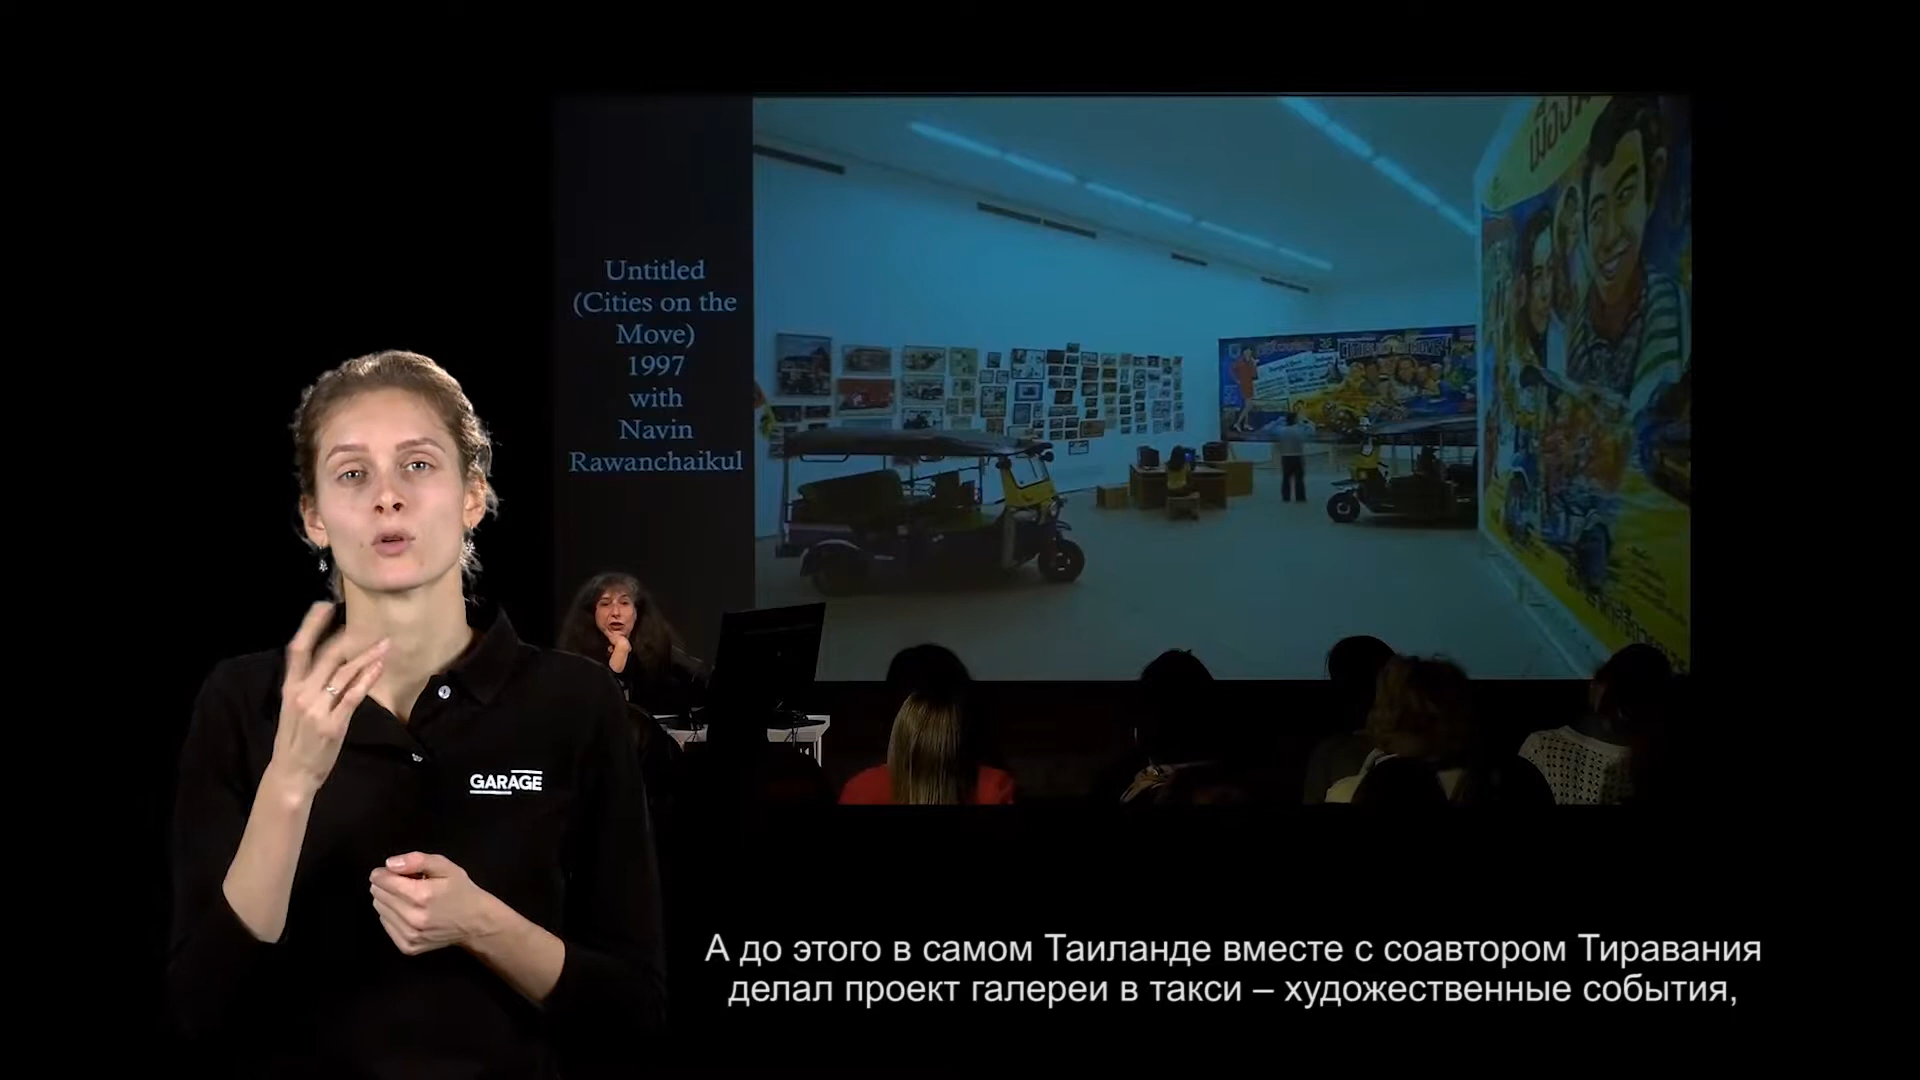 Untitled
(Cities on the
Move)
1997
with
Navin
Rawanchaikul
GARAGE
А до этого в самом Таиланде вместе с соавтором Тиравания
делал проект галереи в такси – художественные события,